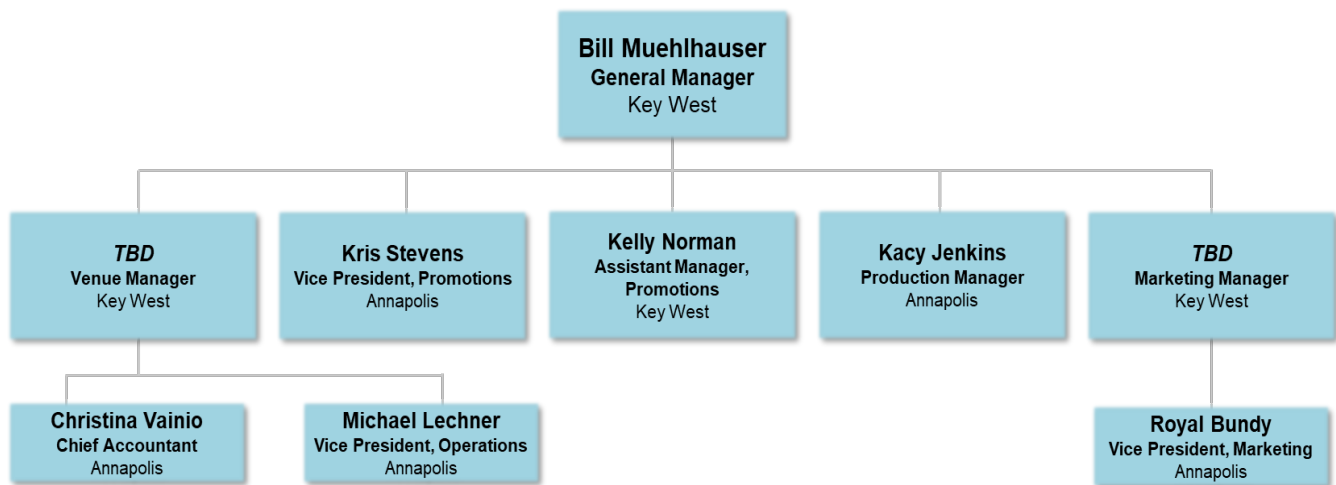 Bill Muehlhauser
General Manager
Key West
TBD
Venue Manager
Key West
Kris Stevens
Vice President, Promotions
Annapolis
Kelly Norman
Assistant Manager,
Promotions
Key West
Kacy Jenkins
Production Manager
Annapolis
TBD
Marketing Manager
Key West
Christina Vainio
Chief Accountant
Annapolis
Michael Lechner
Vice President, Operations
Annapolis
Royal Bundy
Vice President, Marketing
Annapolis